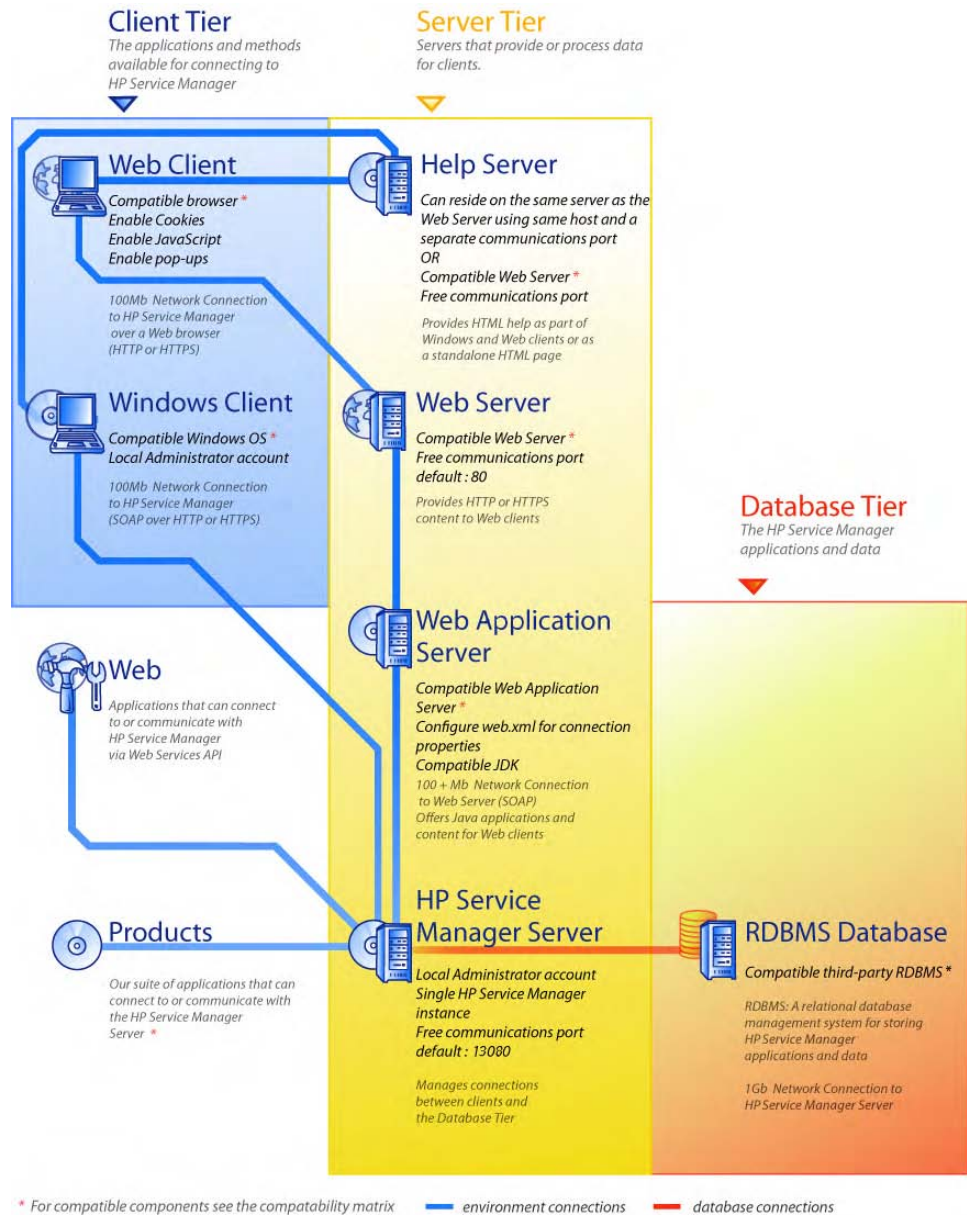 Client Tier
The applications and methods
available for connecting to
HP Service Manager
Server Tier
Servers that provide or process data
for clients.
Web Client
Compatible browser *
Enable Cookies
Enable JavaScript
Enable pop-ups
100Mb Network Connection
to HP Service Manager
over a Web browser
(HTTP or HTTPS)
Help Server
Can reside on the same server as the
Web Server using same host and a
separate communications port
OR
Compatible Web Server *
Free communications port
Provides HTML help as part of
Windows and Web clients or as
a standalone HTML page
Windows Client
Compatible Windows OS *
Local Administrator account
100Mb Network Connection
to HP Service Manager
(SOAP over HTTP or HTTPS)
Web Server
Compatible Web Server *
Free communications port
default : 80
Provides HTTP or HTTPS
content to Web clients
Database Tier
The HP Service Manager
applications and data
Web
Applications that can connect
to or communicate with
HP Service Manager
via Web Services API
Web Application
Server
Compatible Web Application
Server *
Configure web.xml for connection
properties
Compatible JDK
100 + Mb Network Connection
to Web Server (SOAP)
Offers Java applications and
content for Web clients
Products
Our suite of applications that can
connect to or communicate with
the HP Service Manager
Server *
HP Service
Manager Server
Local Administrator account
Single HP Service Manager
instance
Free communications port
default : 13080
Manages connections
between clients and
the Database Tier
RDBMS Database
Compatible third-party RDBMS *
RDBMS: A relational database
management system for storing
HP Service Manager
applications and data
1Gb Network Connection to
HP Service Manager Server
* For compatible components see the compatability matrix
environment connections
database connections